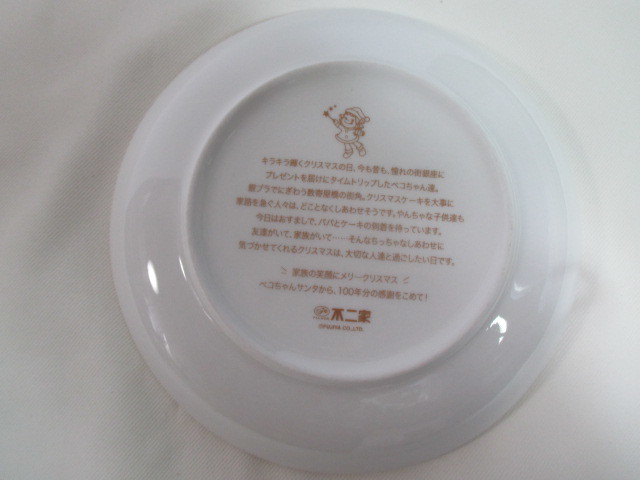 キラキラ輝くクリスマスの日、今も昔も、憧れの街銀座に
プレゼントを届けにタイムトリップしたペコちゃん達。
銀ブラでにぎわう数寄屋橋の街角。クリスマスケーキを大事に
家路を急ぐ人々は、どことなくしあわせそうです。やんちゃな子供達も
今日はおすましで、パパとケーキの到着を待っています。
友達がいて、家族がいて……そんなちっちゃなしあわせに
気づかせてくれるクリスマスは、大切な人達と過ごしたい日です。
家族の笑顔にメリークリスマス
ペコちゃんサンタから、100年分の感謝をこめて!
不二家
©FUJIYA CO.,LTD.